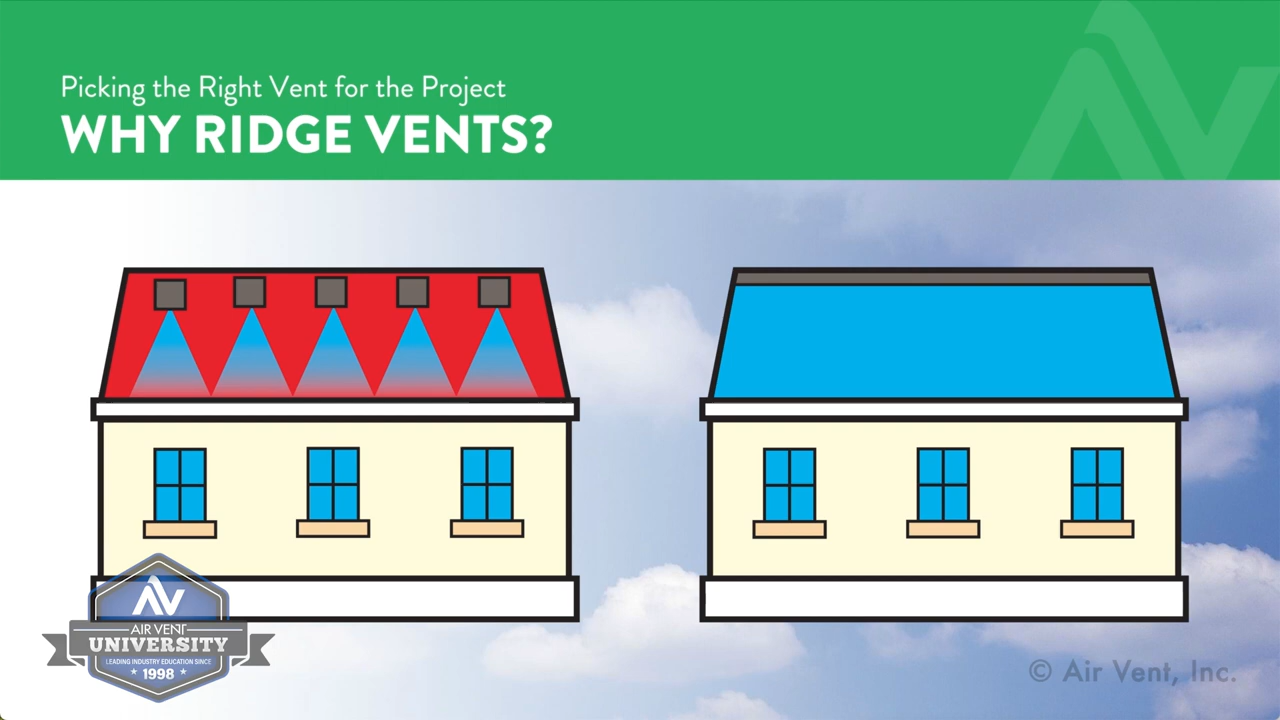 Picking the Right Vent for the Project
WHY RIDGE VENTS?
AIR VENT
UNIVERSITY
LEADING INDUSTRY EDUCATION SINCE
1998
© Air Vent, Inc.